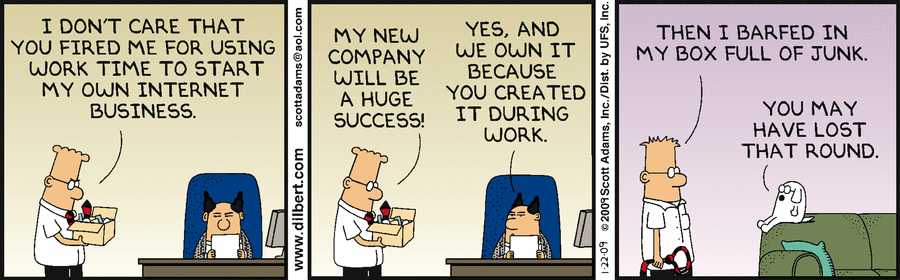 I DON'T CARE THAT
YOU FIRED ME FOR USING
WORK TIME TO START
MY OWN INTERNET
BUSINESS.
www.dilbert.com scottadams@aol.com
MY NEW
COMPANY
WILL BE
A HUGE
SUCCESS!
YES, AND
WE OWN IT
BECAUSE
YOU CREATED
IT DURING
WORK.
1-22-09 ©2009 Scott Adams, Inc./Dist. by UFS, Inc.
THEN I BARFED IN
MY BOX FULL OF JUNK.
YOU MAY
HAVE LOST
THAT ROUND.